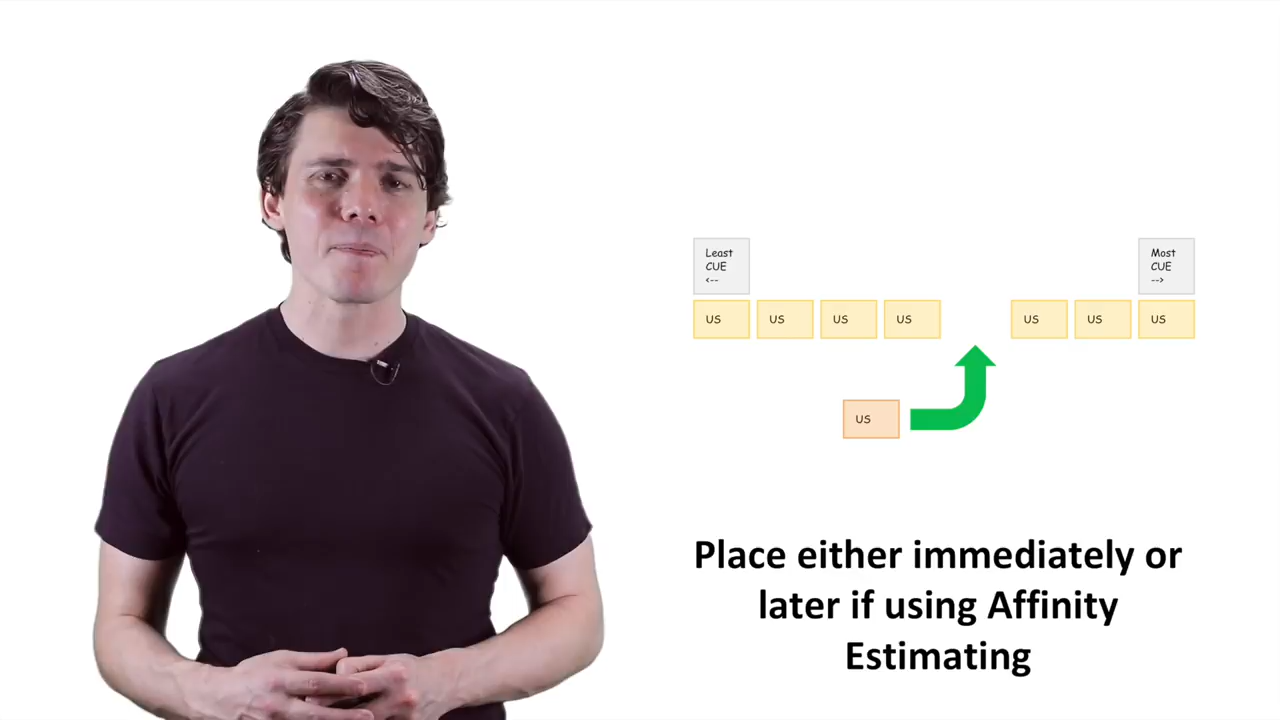 Least
CUE
<--
Most
CUE
-->
US
US
US
US
US
US
US
US
Place either immediately or
later if using Affinity
Estimating